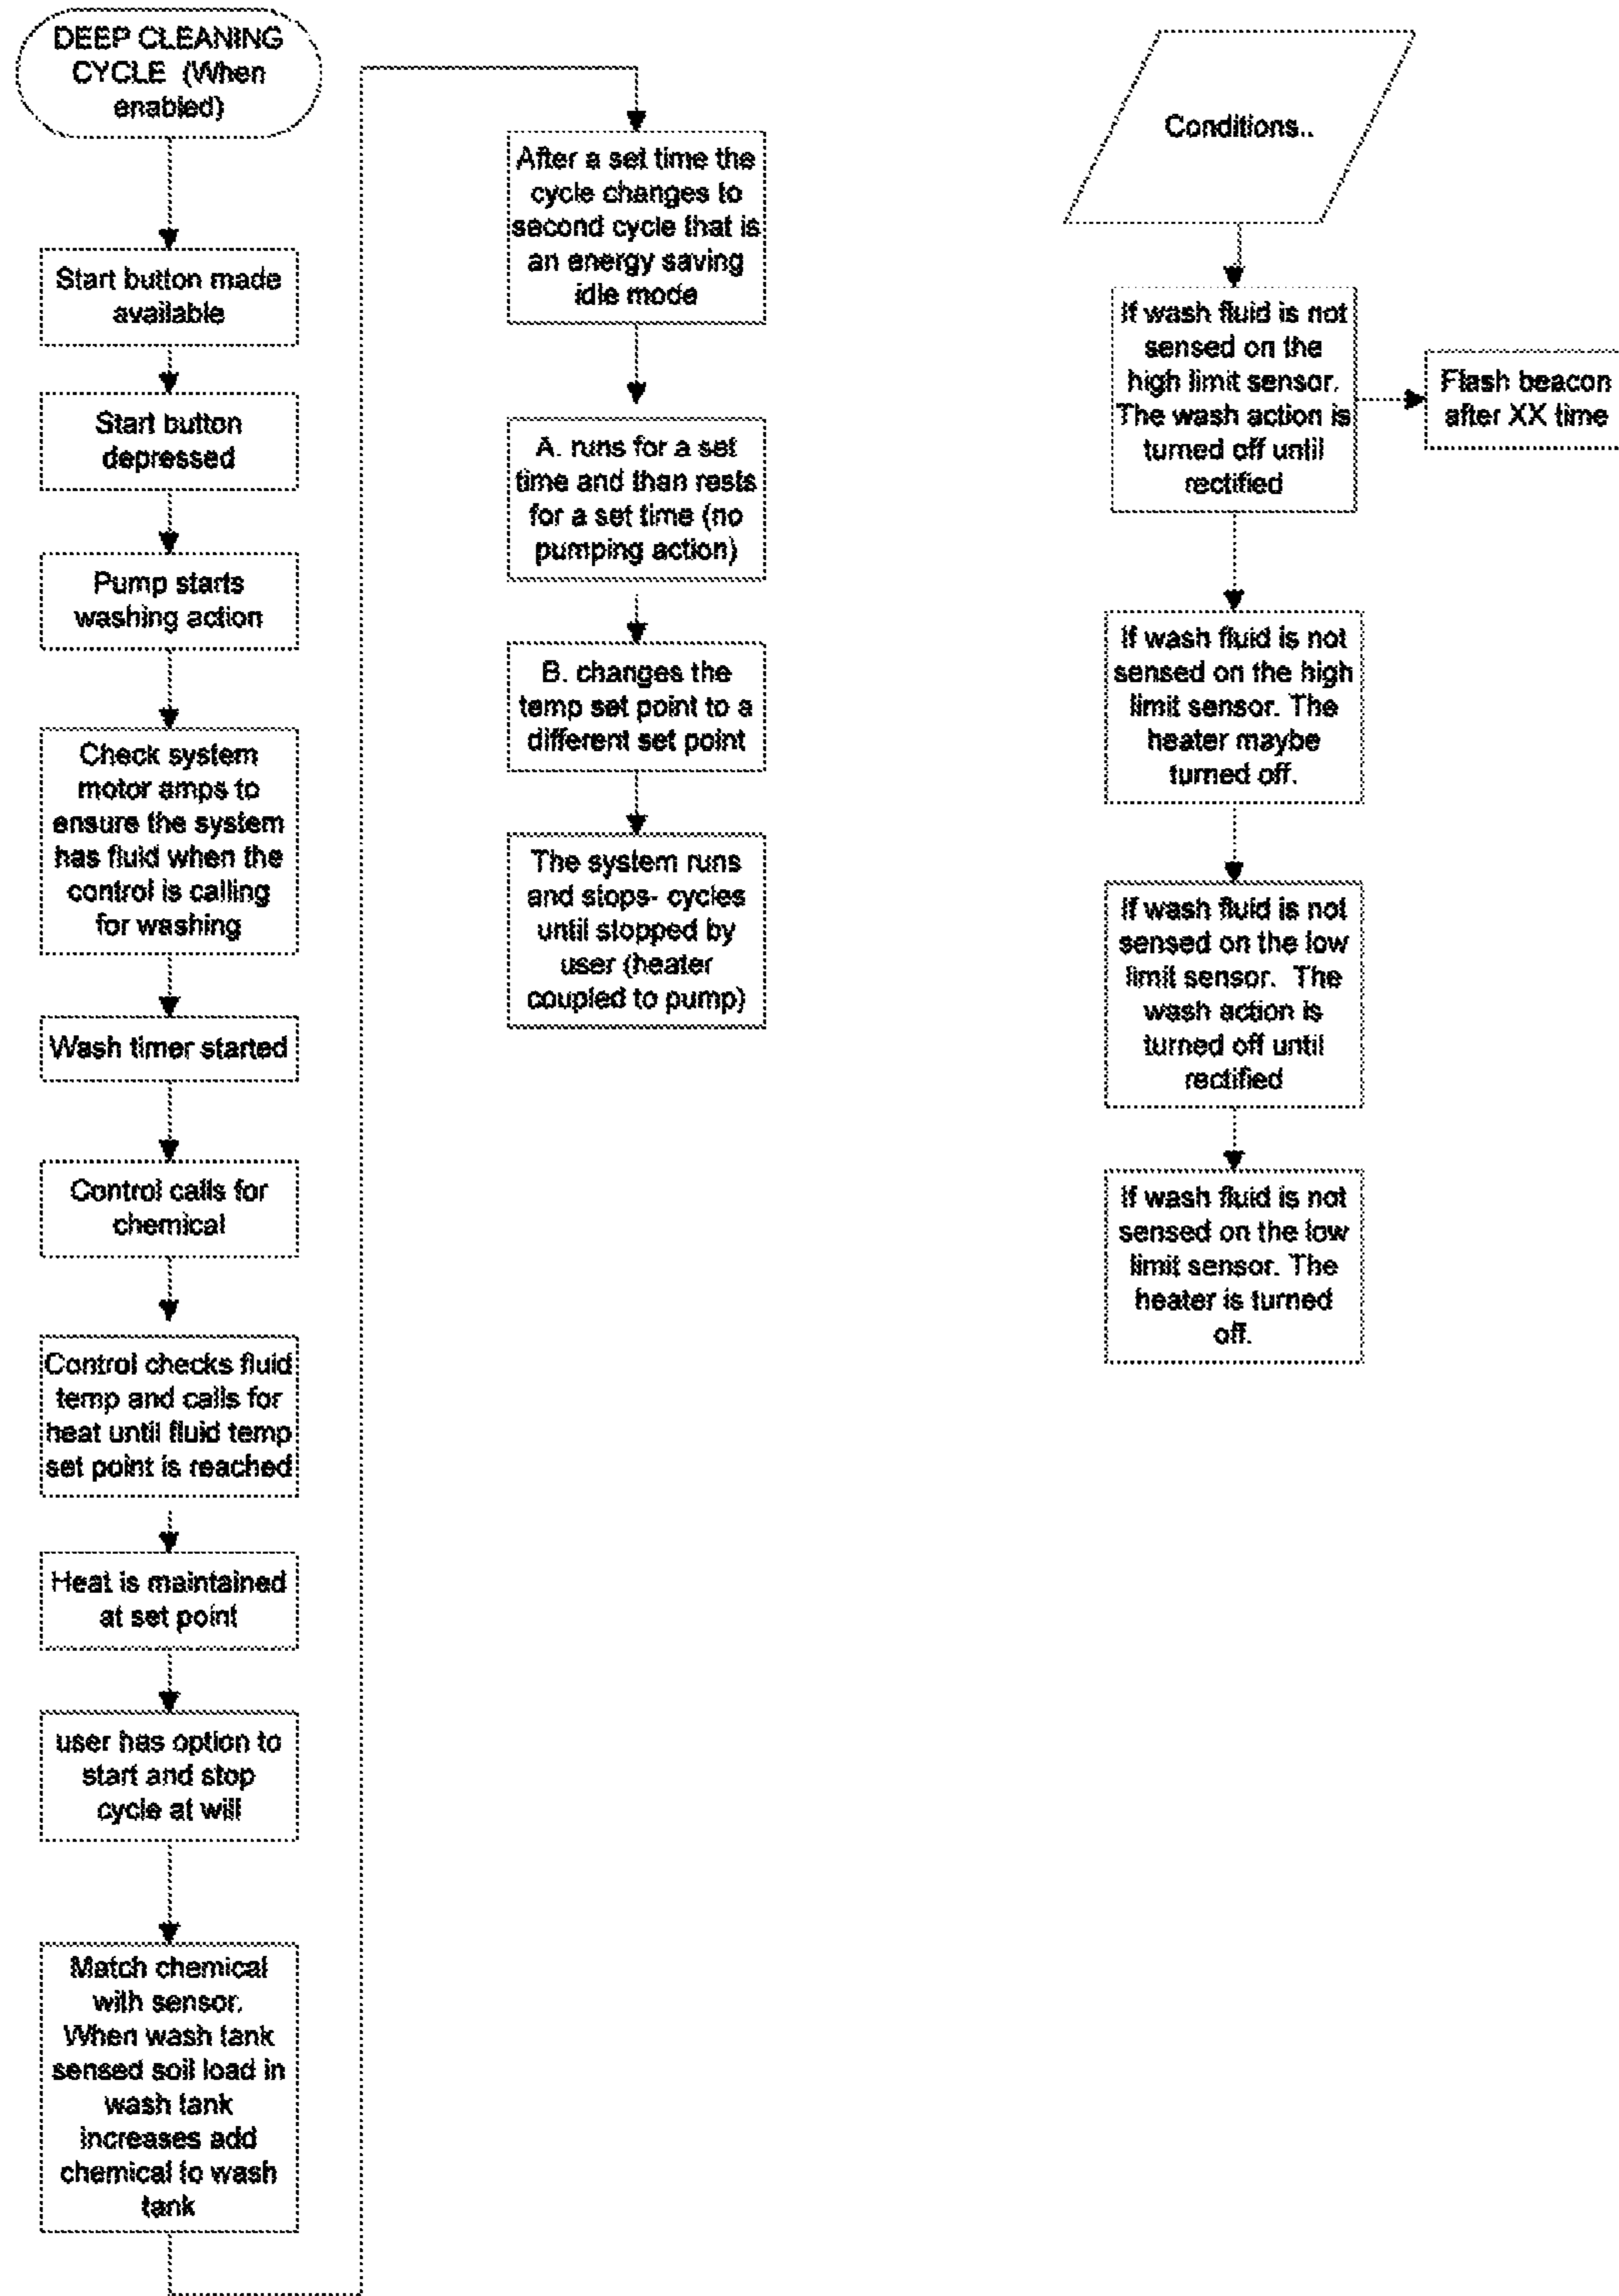 DEEP CLEANING
CYCLE (When
enabled)
Start button made
available
Start button
depressed
Pump starts
washing action
Check system
motor amps to
ensure the system
has fluid when the
control is calling
for washing
Wash timer started
Control calls for
chemical
Control checks fluid
temp and calls for
heat until fluid temp
set point is reached
Heat is maintained
at set point
user has option to
start and stop
cycle at will
Match chemical
with sensor.
When wash tank
sensed soil load in
wash tank
increases add
chemical to wash
tank
After a set time the
cycle changes to
second cycle that is
an energy saving
idle mode
A. runs for a set
time and than rests
for a set time (no
pumping action)
B. changes the
temp set point to a
different set point
The system runs
and stops- cycles
until stopped by
user (heater
coupled to pump)
Conditions..
If wash fluid is not
sensed on the
high limit sensor.
The wash action is
turned off until
rectified
Flash beacon
after XX time
If wash fluid is not
sensed on the high
limit sensor. The
heater maybe
turned off.
If wash fluid is not
sensed on the low
limit sensor. The
wash action is
turned off until
rectified
If wash fluid is not
sensed on the low
limit sensor. The
heater is turned
off.